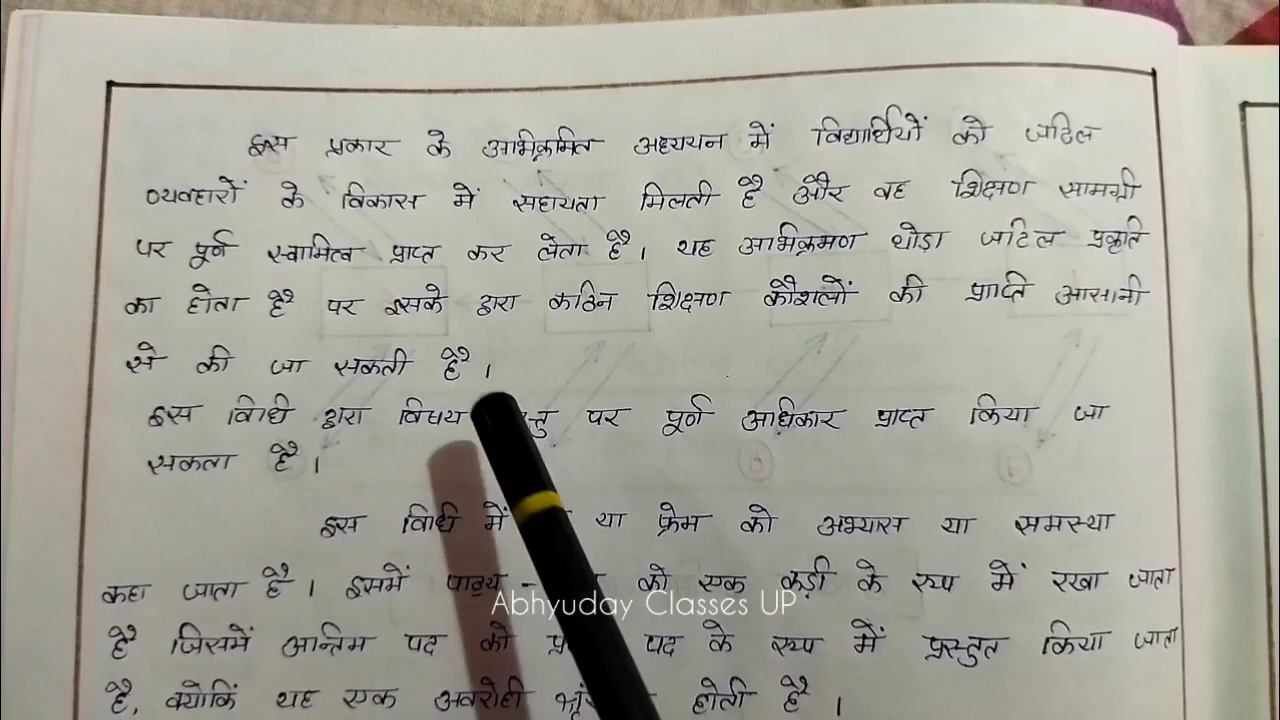 इस प्रकार के अभिक्रमित अध्ययन में विद्यार्थियों को जटिल
व्यवहारों के विकास में सहायता मिलती है और वह शिक्षण सामग्री
पर पूर्ण स्वामित्व प्राप्त कर लेता है। यह अभिक्रमण थोड़ा जटिल प्रकृति
का होता है पर इसके द्वारा कठिन शिक्षण कौशलों की प्राप्ति आसानी
से की जा सकती है।
इस विधि द्वारा विषय पर पूर्ण अधिकार प्राप्त किया जा
सकता है।
इस विधि में या फ्रेम को अभ्यास या समस्या
कहा जाता है। इसमें पाठ्य - को एक कड़ी के रूप में रखा जाता
Abhyuday Classes UP
है जिसमें अन्तिम पद को पद के रूप में प्रस्तुत किया जाता
है, क्योकिं यह एक अवरोही होती है।